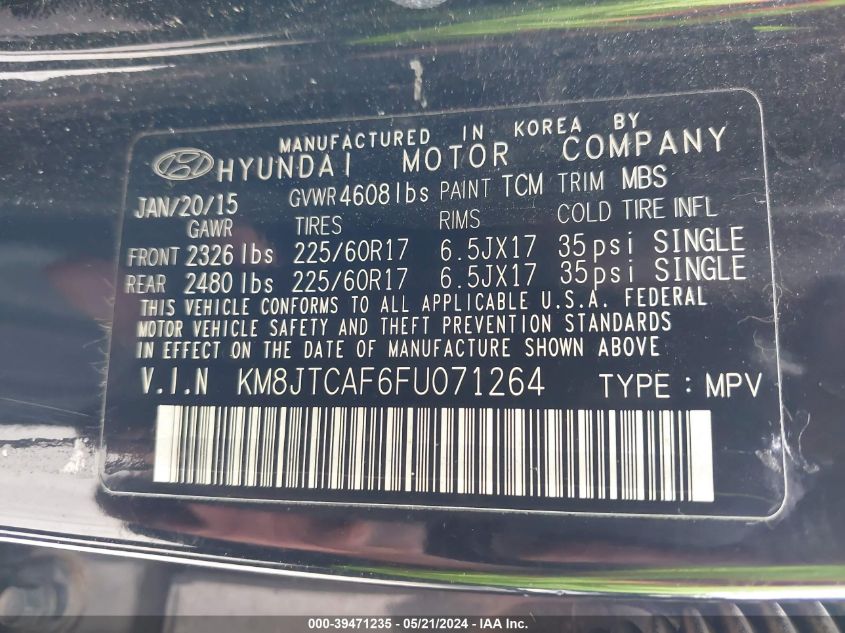 MANUFACTURED IN KOREA BY
HYUNDAI MOTOR COMPANY
JAN/20/15 GVWR 4608 lbs PAINT TCM TRIM MBS
GAWR TIRES RIMS COLD TIRE INFL
FRONT 2326 lbs 225/60R17 6.5JX17 35psi SINGLE
REAR 2480 lbs 225/60R17 6.5JX17 35psi SINGLE
THIS VEHICLE CONFORMS TO ALL APPLICABLE U.S.A. FEDERAL
MOTOR VEHICLE SAFETY AND THEFT PREVENTION STANDARDS
IN EFFECT ON THE DATE OF MANUFACTURE SHOWN ABOVE
V.I.N KM8JTCAF6FU071264 TYPE : MPV
000-39471235 - 05/21/2024 - IAA Inc.